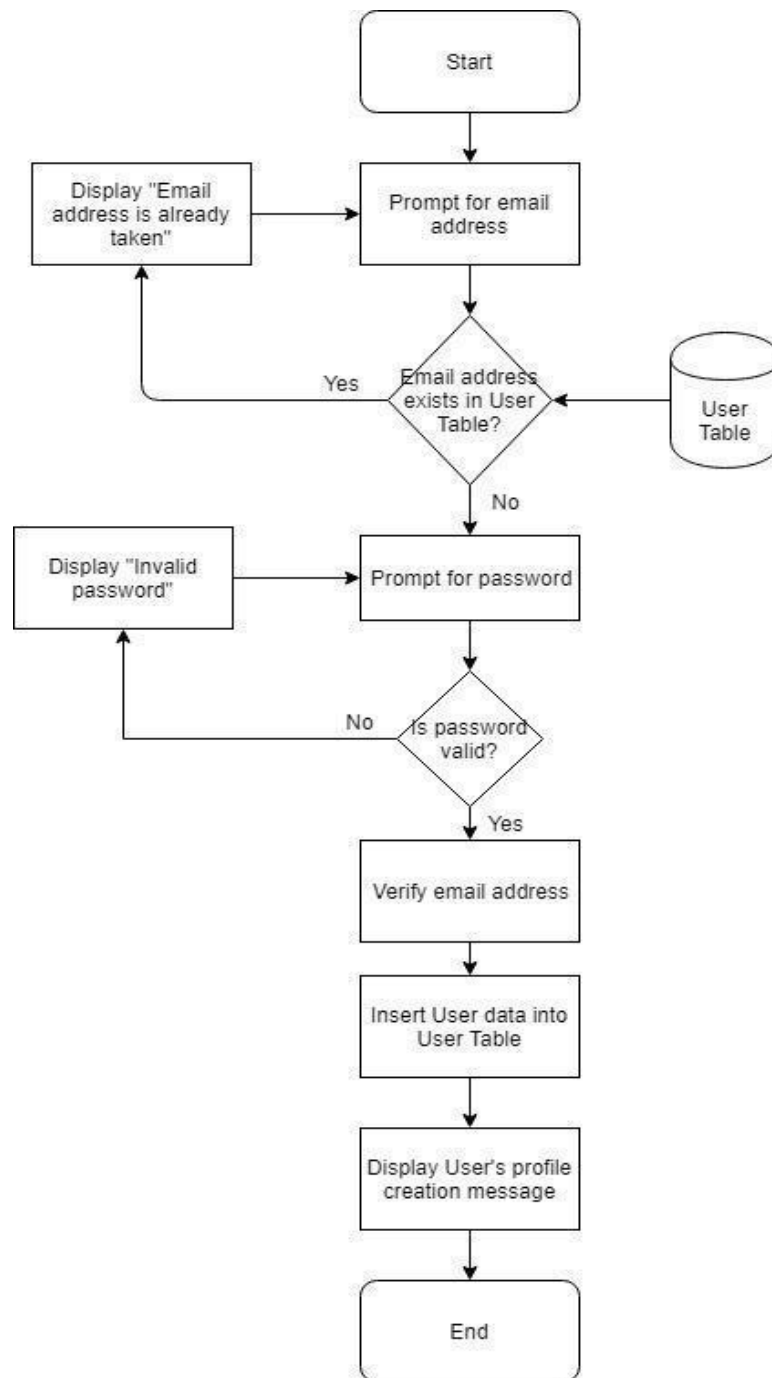 Start
Display "Email
address is already
taken"
Prompt for email
address
Yes
Email address
exists in User
Table?
User
Table
No
Display "Invalid
password"
Prompt for password
No
Is password
valid?
Yes
Verify email address
Insert User data into
User Table
Display User's profile
creation message
End